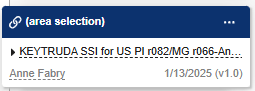 (area selection) ...
KEYTRUDA SSI for US PI r082/MG r066-An...
Anne Fabry 1/13/2025 (v1.0)